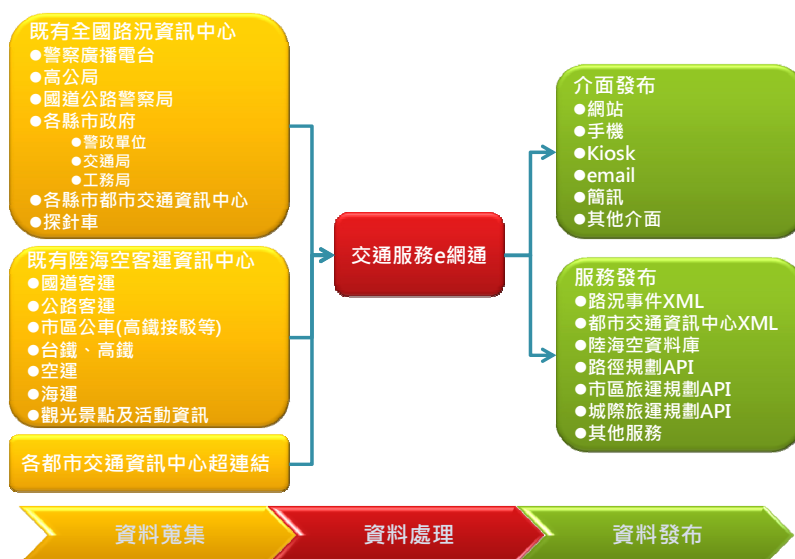 既有全國路況資訊中心
●警察廣播電台
●高公局
●國道公路警察局
●各縣市政府
●警政單位
●交通局
●工務局
●各縣市都市交通資訊中心
●探針車
既有陸海空客運資訊中心
●國道客運
●公路客運
●市區公車(高鐵接駁等)
●台鐵、高鐵
●空運
●海運
●觀光景點及活動資訊
各都市交通資訊中心超連結
交通服務e網通
介面發布
●網站
●手機
●Kiosk
●email
●簡訊
●其他介面
服務發布
●路況事件XML
●都市交通資訊中心XML
●陸海空資料庫
●路徑規劃API
●市區旅運規劃API
●城際旅運規劃API
●其他服務
資料蒐集
資料處理
資料發布